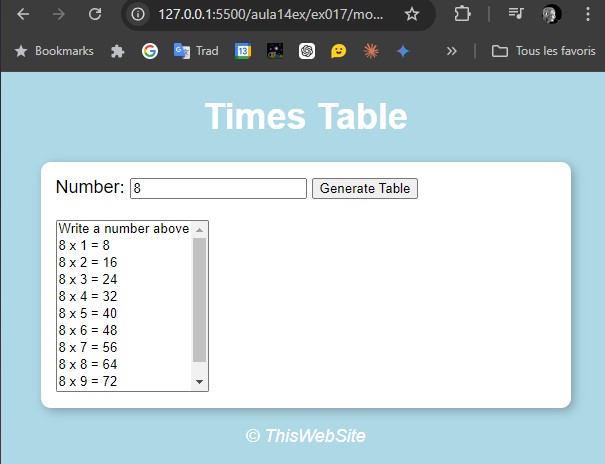 127.0.0.1:5500/aula14ex/ex017/mo...
Bookmarks
Trad
13
Tous les favoris
Times Table
Number: 8 Generate Table
Write a number above
8 x 1 = 8
8 x 2 = 16
8 x 3 = 24
8 x 4 = 32
8 x 5 = 40
8 x 6 = 48
8 x 7 = 56
8 x 8 = 64
8 x 9 = 72
© ThisWebSite